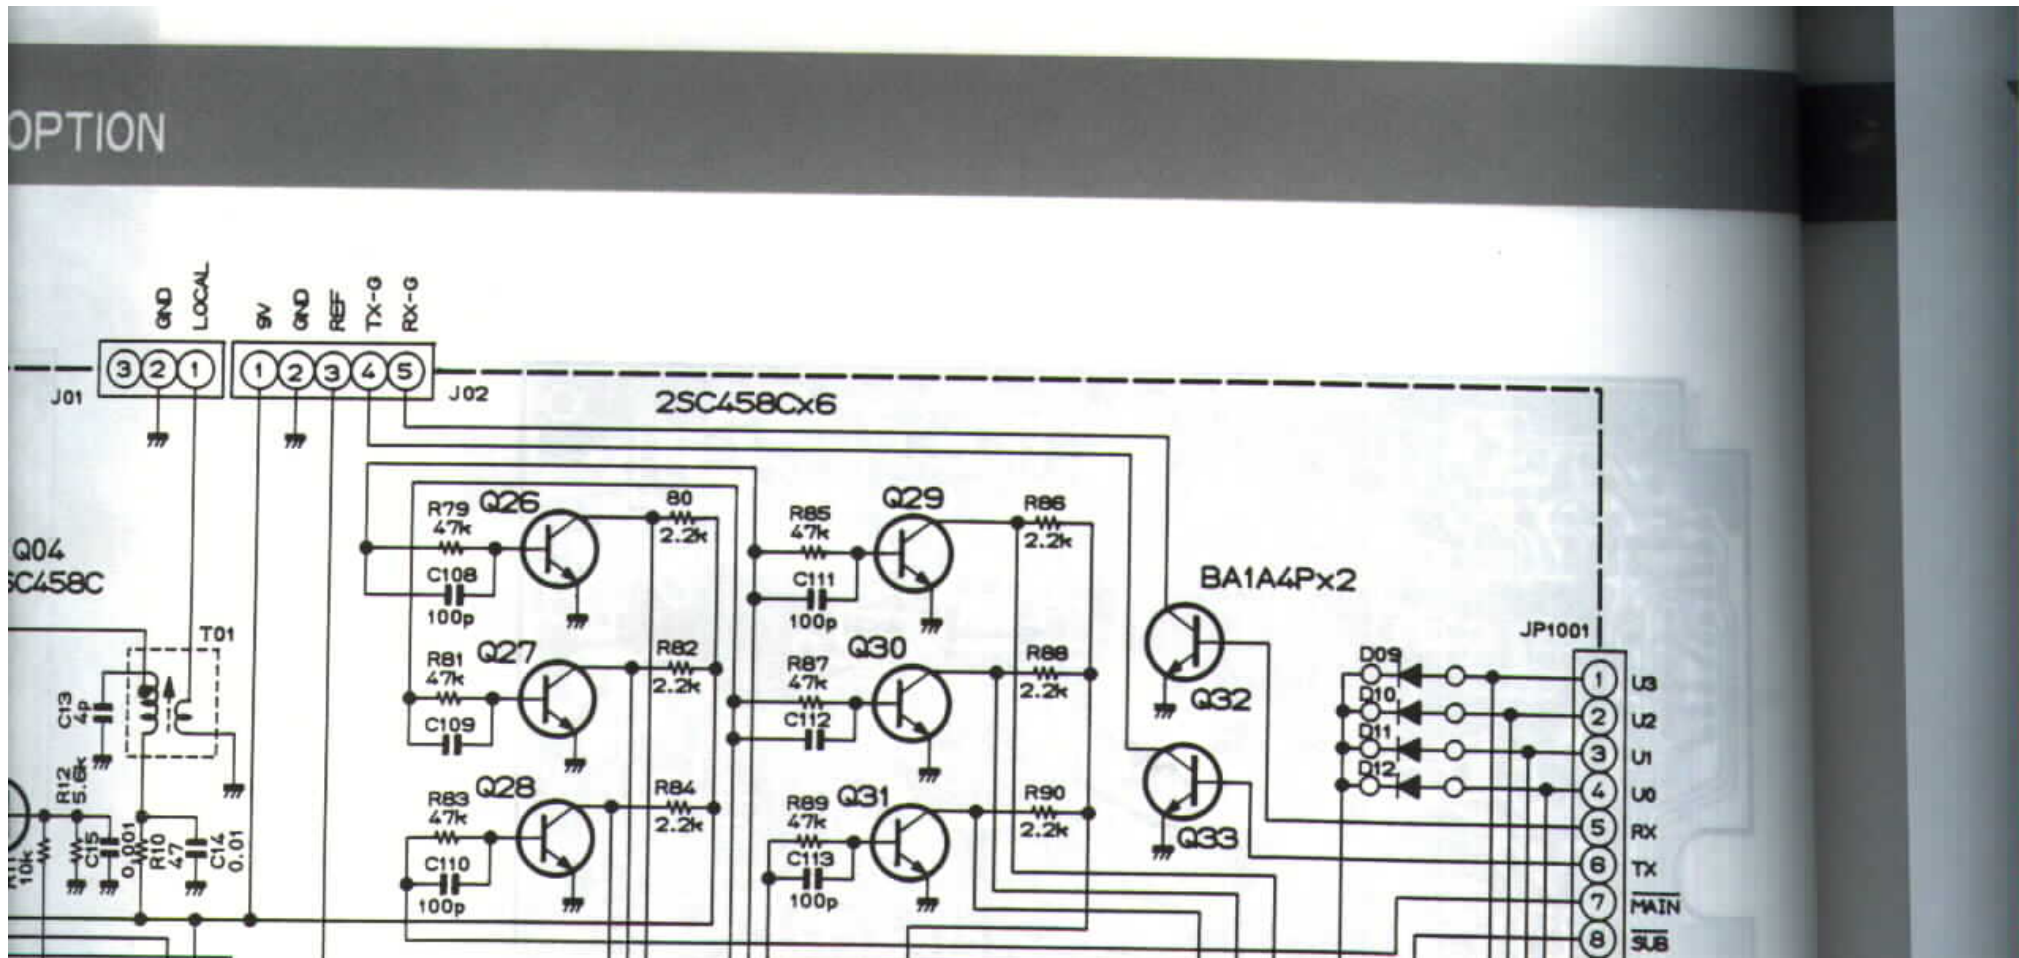 OPTION
GND
LOCAL
9V
GND
REF
TX-G
RX-G
3 2 1
1 2 3 4 5
J01
J02
2SC458Cx6
Q26
80
R79
47k
2.2k
C108
100p
Q29
R85
47k
R86
2.2k
C111
100p
Q04
SC458C
BA1A4Px2
T01
C13
4p
Q27
R81
47k
R82
2.2k
C109
Q30
R87
47k
R88
2.2k
C112
Q32
JP1001
D09
1 U3
D10
2 U2
D11
3 U1
D12
4 U0
5 RX
6 TX
7 MAIN
8 SUB
R12
5.6k
Q28
R83
47k
R84
2.2k
C110
100p
Q31
R89
47k
R90
2.2k
C113
100p
Q33
10k
C15
0.001
R10
47
C14
0.01